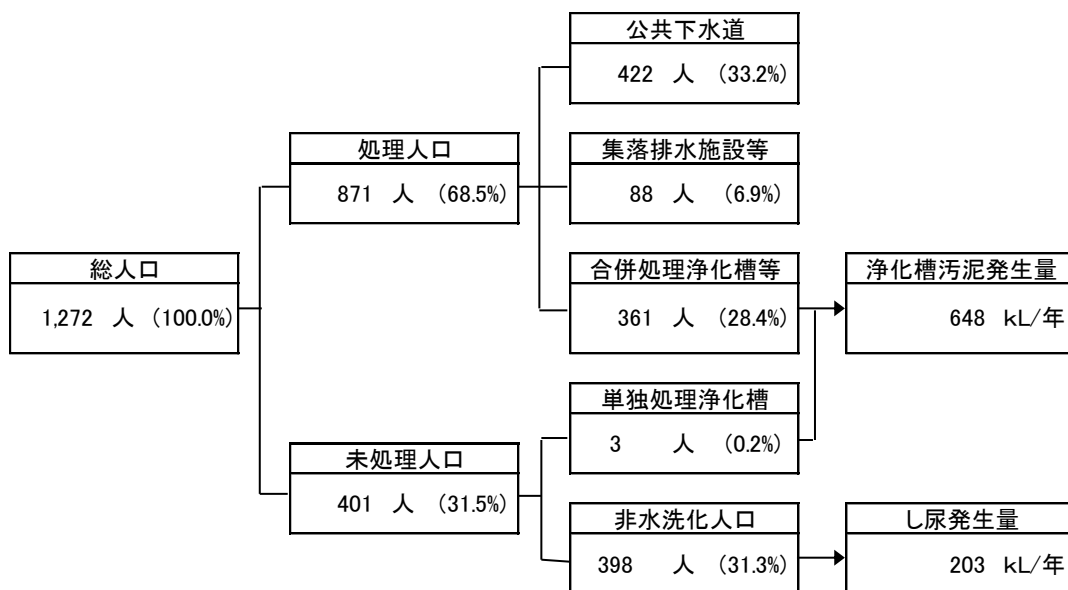 公共下水道
422 人 (33.2%)
処理人口
871 人 (68.5%)
集落排水施設等
88 人 (6.9%)
総人口
1,272 人 (100.0%)
合併処理浄化槽等
361 人 (28.4%)
浄化槽汚泥発生量
648 kL/年
単独処理浄化槽
3 人 (0.2%)
未処理人口
401 人 (31.5%)
非水洗化人口
398 人 (31.3%)
し尿発生量
203 kL/年